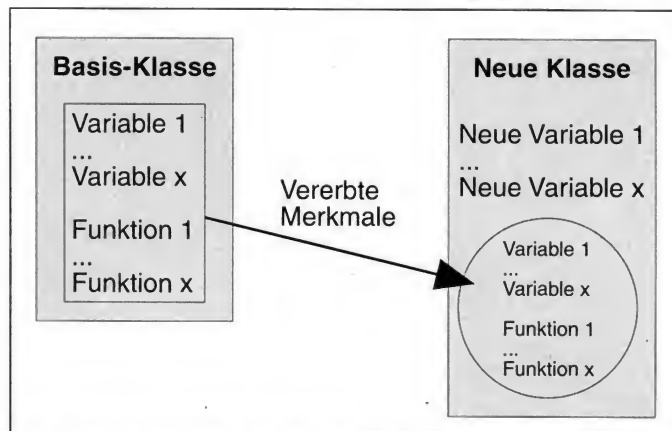 Basis-Klasse
Variable 1
...
Variable x
Funktion 1
...
Funktion x
Vererbte
Merkmale
Neue Klasse
Neue Variable 1
...
Neue Variable x
Variable 1
...
Variable x
Funktion 1
...
Funktion x